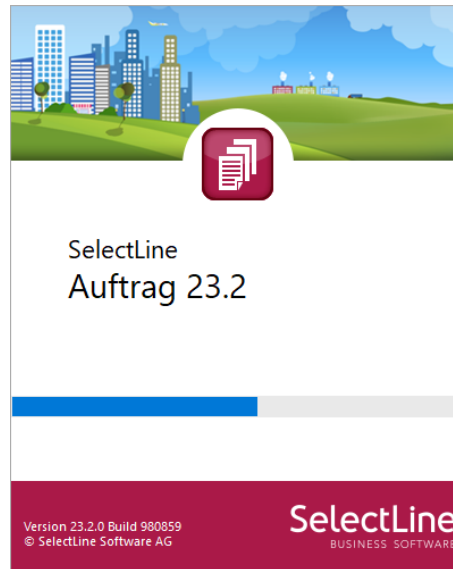 SelectLine
Auftrag 23.2
Version 23.2.0 Build 980859
© SelectLine Software AG
SelectLine
BUSINESS SOFTWARE